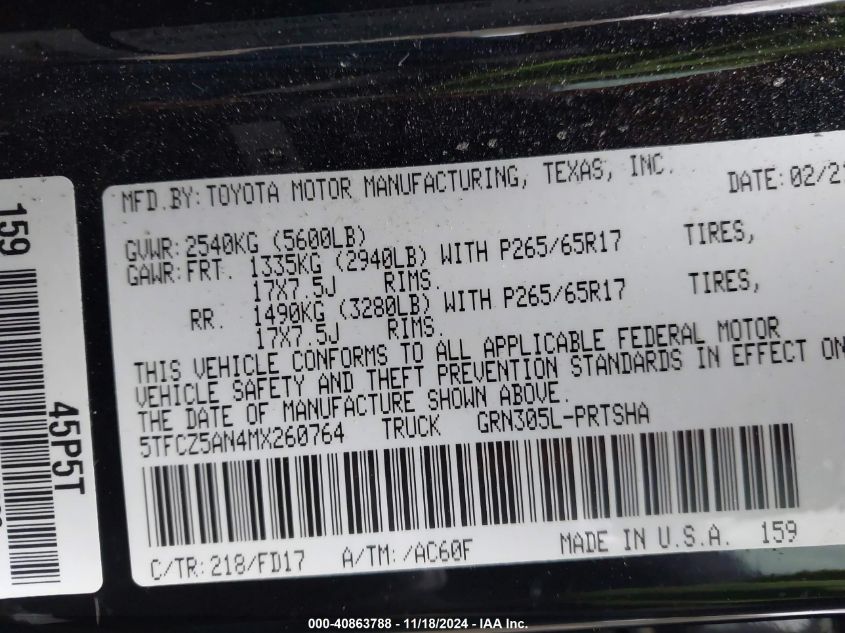 MFD.BY:TOYOTA MOTOR MANUFACTURING, TEXAS, INC.
DATE:02/21
GVWR:2540KG (5600LB)
GAWR:FRT. 1335KG (2940LB) WITH P265/65R17 TIRES,
17X7.5J RIMS.
RR. 1490KG (3280LB) WITH P265/65R17 TIRES,
17X7.5J RIMS.
THIS VEHICLE CONFORMS TO ALL APPLICABLE FEDERAL MOTOR
VEHICLE SAFETY AND THEFT PREVENTION STANDARDS IN EFFECT ON
THE DATE OF MANUFACTURE SHOWN ABOVE.
5TFCZ5AN4MX260764 TRUCK GRN305L-PRTSHA
C/TR:218/FD17 A/TM:/AC60F MADE IN U.S.A. 159
159
45P5T
000-40863788 - 11/18/2024 - IAA Inc.